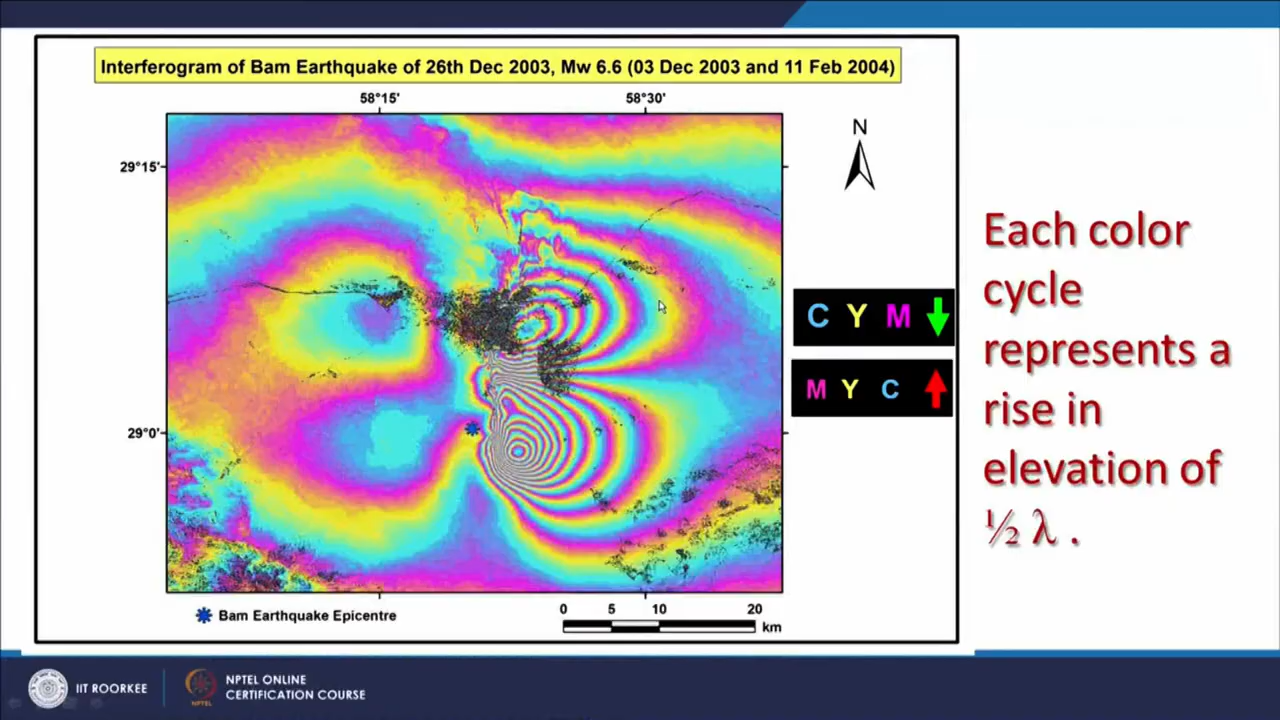 Interferogram of Bam Earthquake of 26th Dec 2003, Mw 6.6 (03 Dec 2003 and 11 Feb 2004)
58°15' 58°30'
N
29°15'
C Y M
M Y C
29°0'
Each color
cycle
represents a
rise in
elevation of
½ λ .
Bam Earthquake Epicentre
0 5 10 20
km
IIT ROORKEE
NPTEL
NPTEL ONLINE
CERTIFICATION COURSE